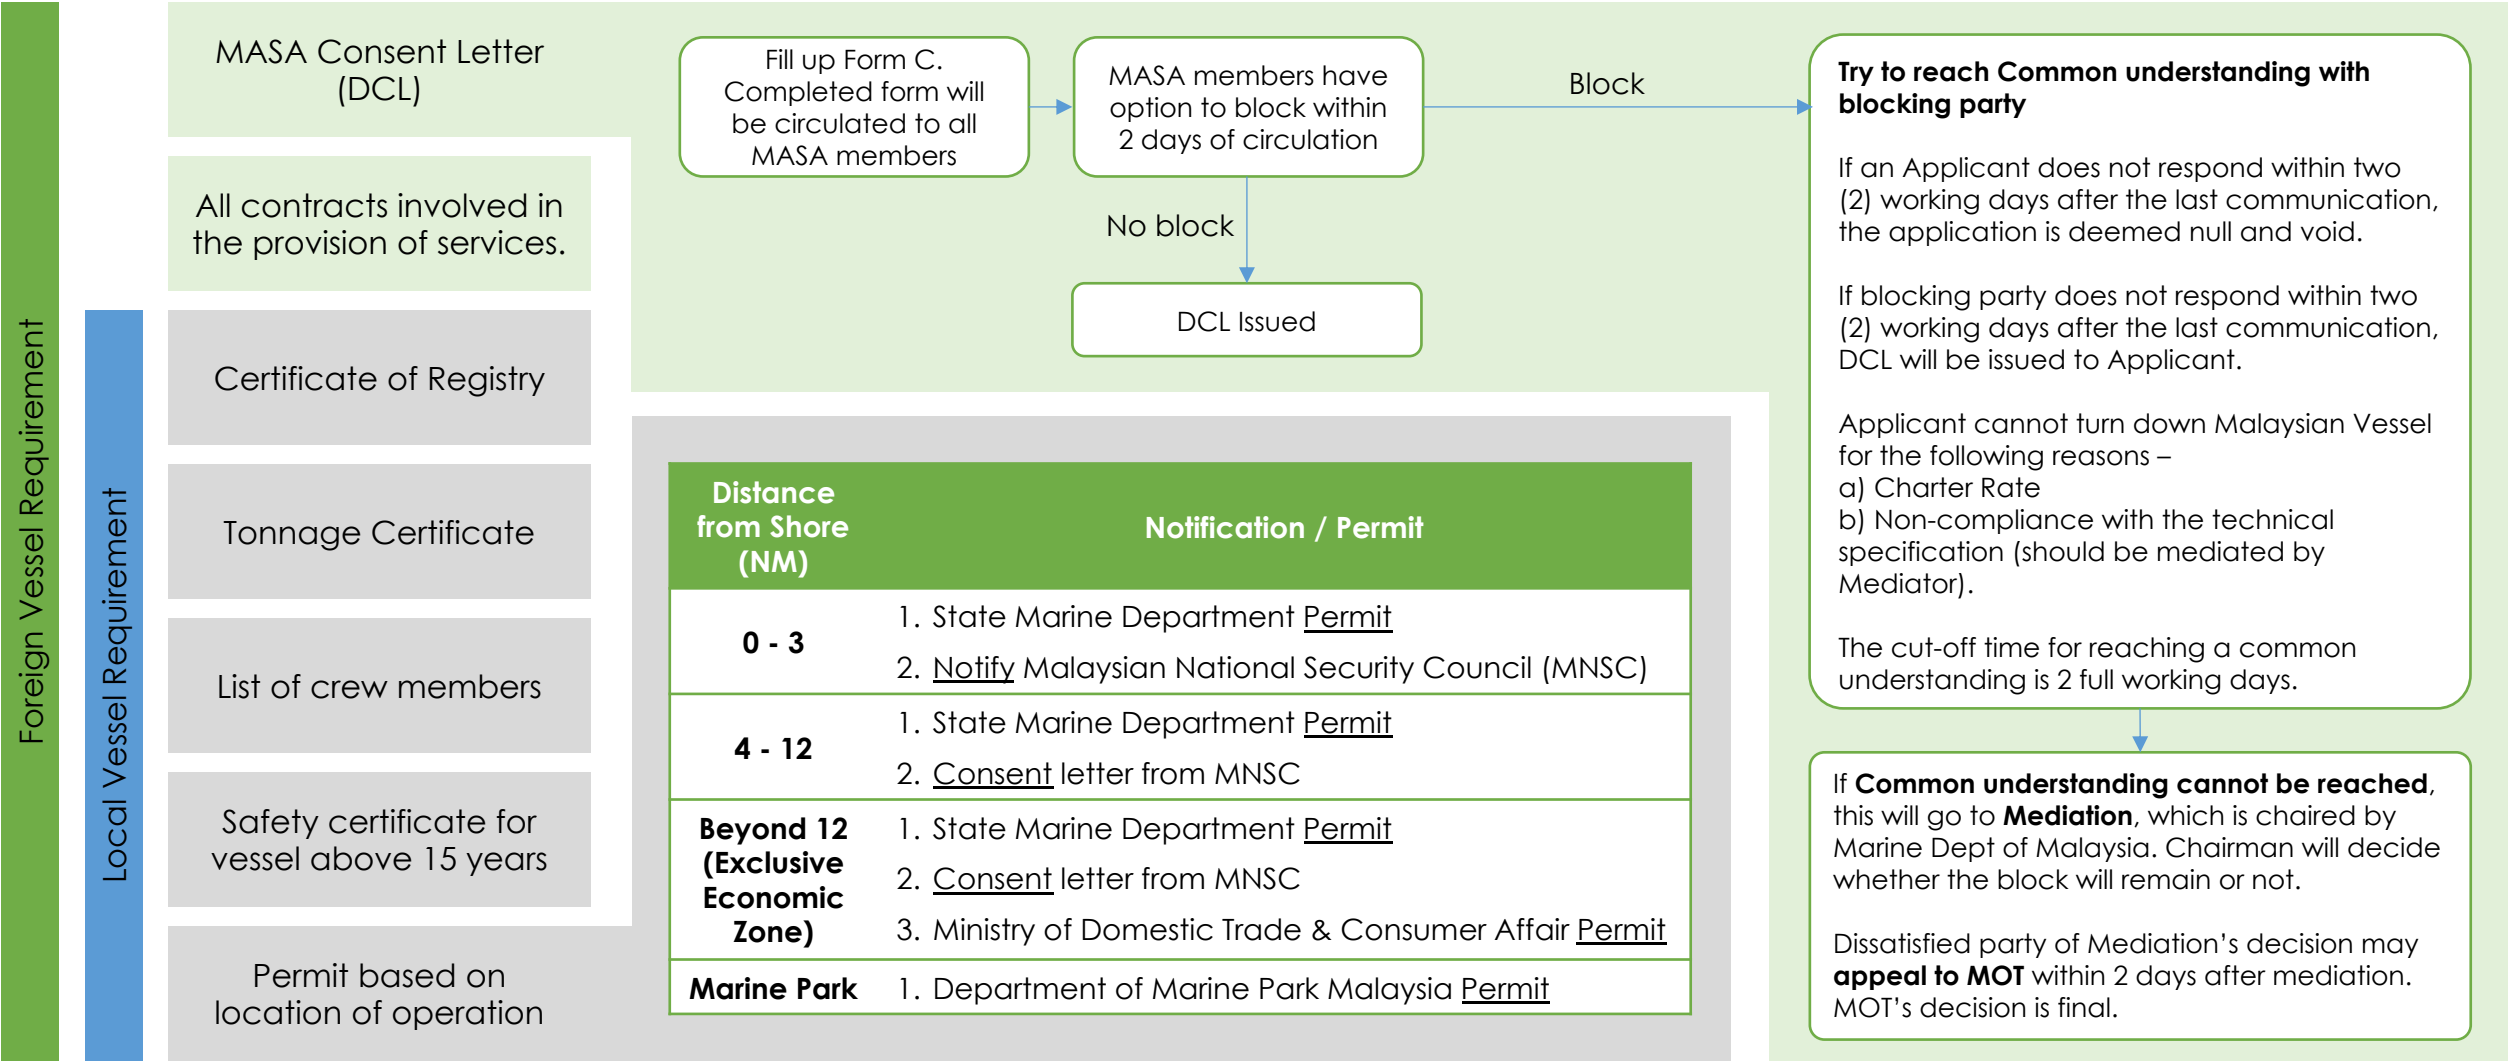 Foreign Vessel Requirement
Local Vessel Requirement
MASA Consent Letter
(DCL)
All contracts involved in
the provision of services.
Certificate of Registry
Tonnage Certificate
List of crew members
Safety certificate for
vessel above 15 years
Permit based on
location of operation
Fill up Form C.
Completed form will
be circulated to all
MASA members
MASA members have
option to block within
2 days of circulation
Block
No block
DCL Issued
Try to reach Common understanding with
blocking party
If an Applicant does not respond within two
(2) working days after the last communication,
the application is deemed null and void.
If blocking party does not respond within two
(2) working days after the last communication,
DCL will be issued to Applicant.
Applicant cannot turn down Malaysian Vessel
for the following reasons –
a) Charter Rate
b) Non-compliance with the technical
specification (should be mediated by
Mediator).
The cut-off time for reaching a common
understanding is 2 full working days.
If Common understanding cannot be reached,
this will go to Mediation, which is chaired by
Marine Dept of Malaysia. Chairman will decide
whether the block will remain or not.
Dissatisfied party of Mediation’s decision may
appeal to MOT within 2 days after mediation.
MOT’s decision is final.
Distance
from Shore
(NM)
Notification / Permit
0 - 3
1. State Marine Department Permit
2. Notify Malaysian National Security Council (MNSC)
4 - 12
1. State Marine Department Permit
2. Consent letter from MNSC
Beyond 12
(Exclusive
Economic
Zone)
1. State Marine Department Permit
2. Consent letter from MNSC
3. Ministry of Domestic Trade & Consumer Affair Permit
Marine Park
1. Department of Marine Park Malaysia Permit